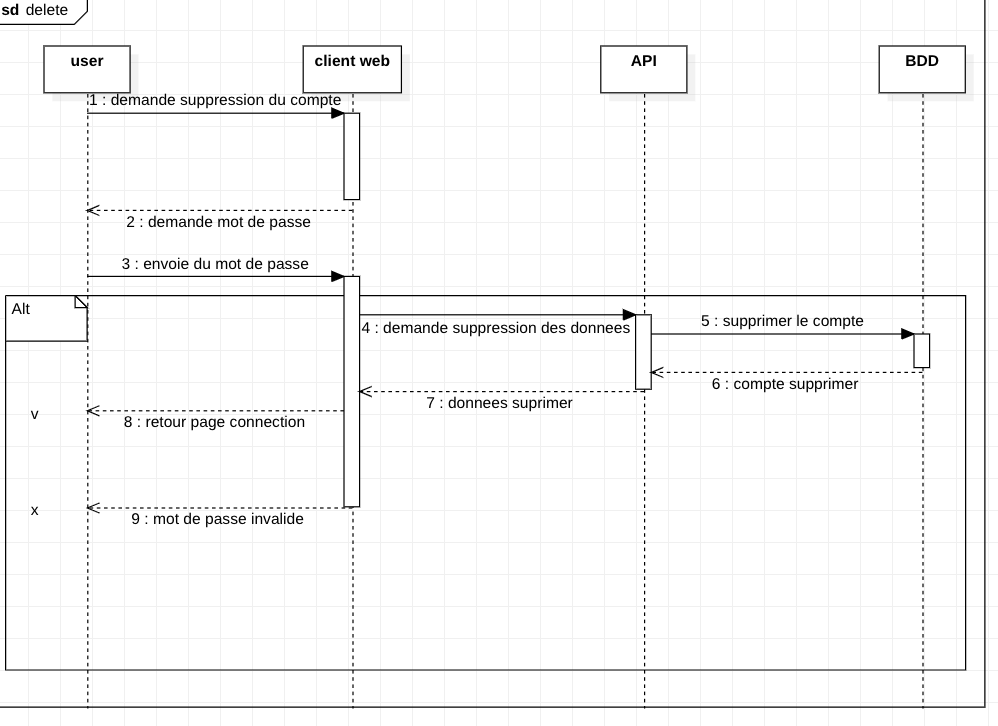 sd delete
user
client web
API
BDD
1 : demande suppression du compte
2 : demande mot de passe
3 : envoie du mot de passe
Alt
4 : demande suppression des donnees
5 : supprimer le compte
6 : compte supprimer
7 : donnees suprimer
v
8 : retour page connection
x
9 : mot de passe invalide